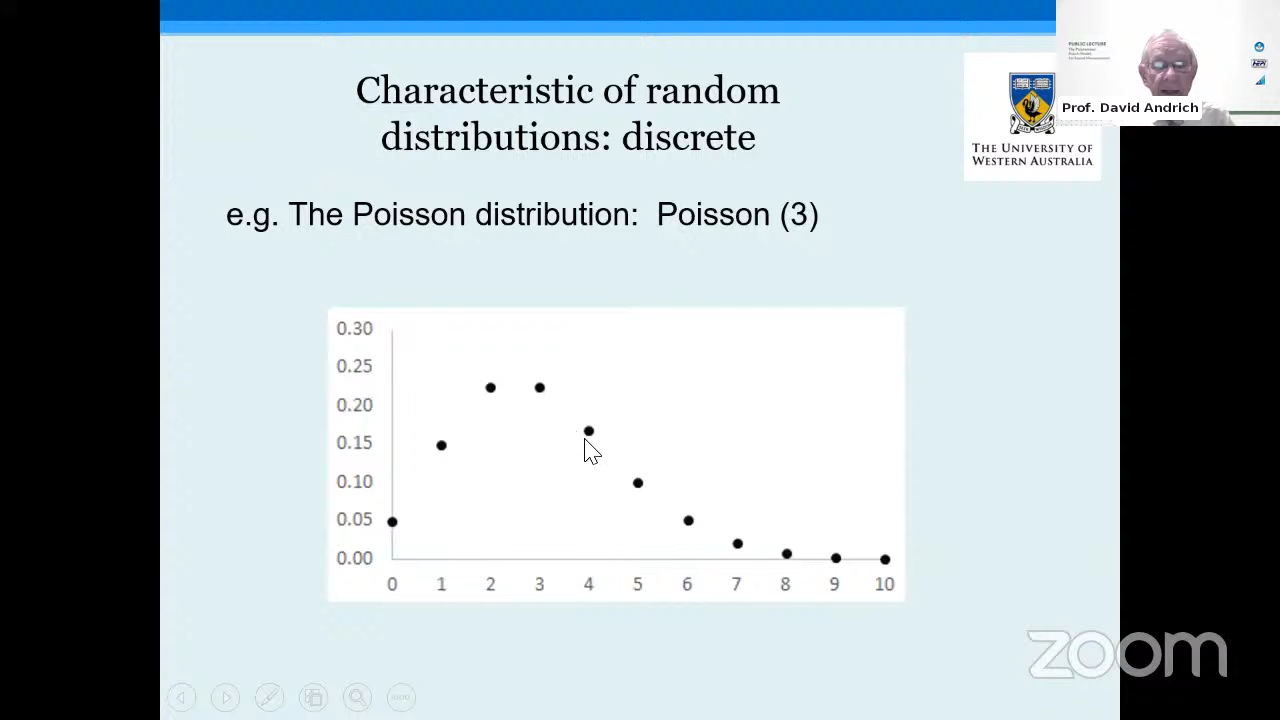 Characteristic of random
distributions: discrete
PUBLIC LECTURE
Prof. David Andrich
THE UNIVERSITY OF
WESTERN AUSTRALIA
e.g. The Poisson distribution: Poisson (3)
0.30
0.25
0.20
0.15
0.10
0.05
0.00
0 1 2 3 4 5 6 7 8 9 10
zoom